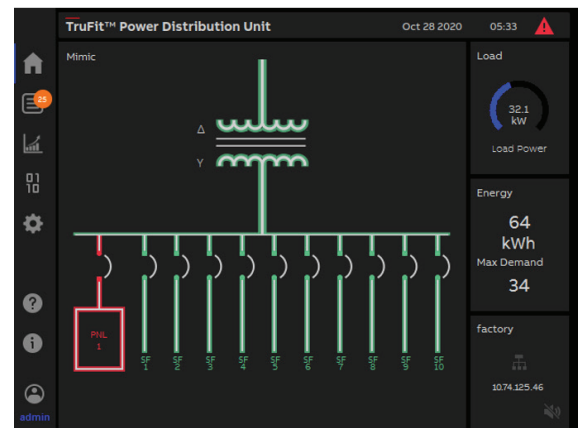 TruFit™ Power Distribution Unit
Oct 28 2020
05:33
Mimic
25
01
10
Δ
Y
PNL
1
SF
1
SF
2
SF
3
SF
4
SF
5
SF
6
SF
7
SF
8
SF
9
SF
10
admin
Load
32.1
kW
Load Power
Energy
64
kWh
Max Demand
34
factory
10.74.125.46